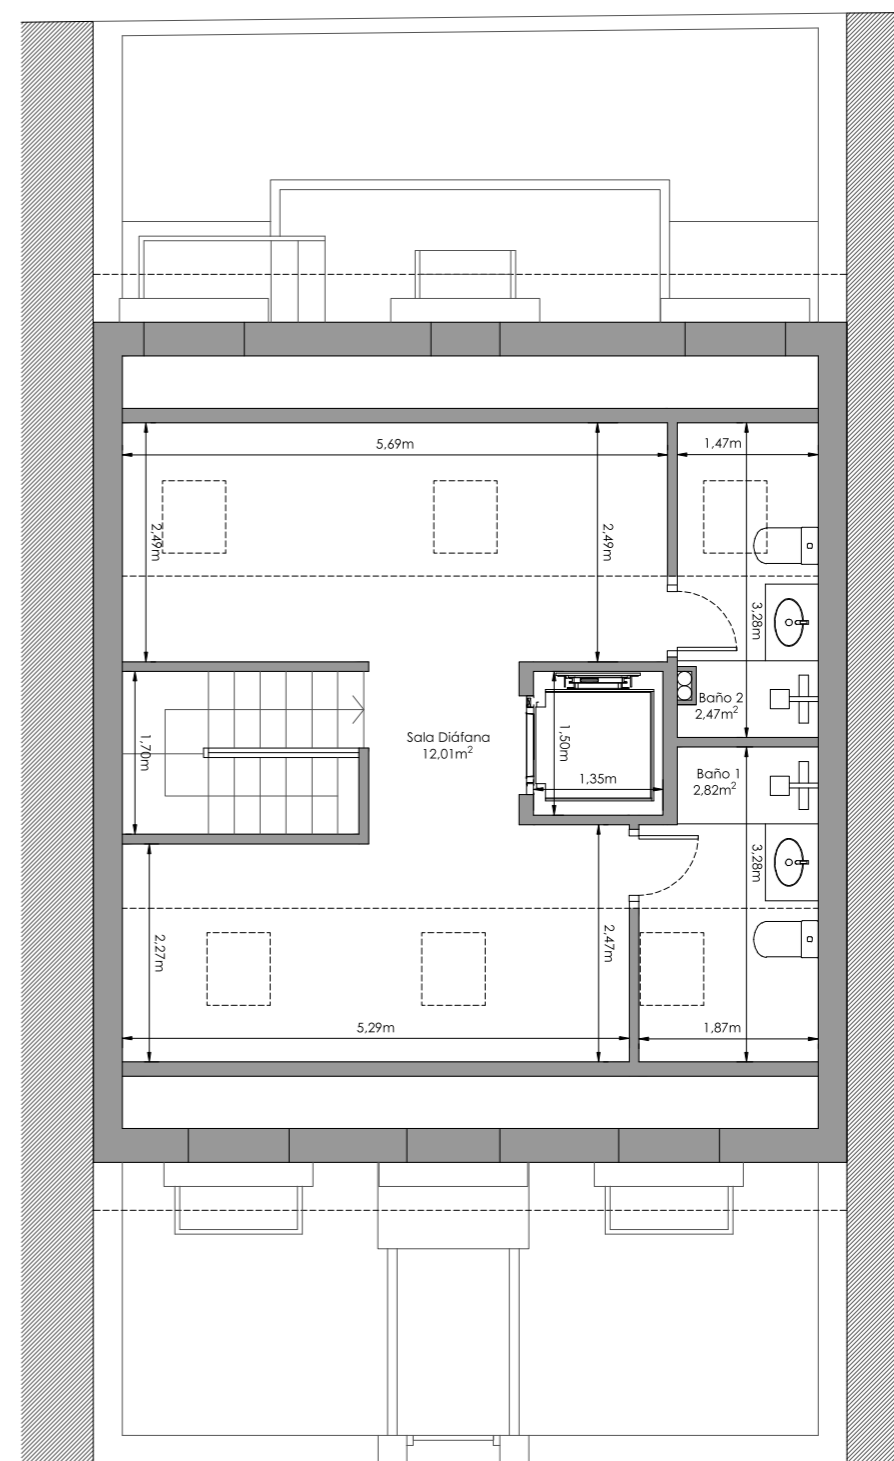 5,69m
1,47m
2,49m
2,49m
3,28m
Baño 2
2,47m²
Sala Diáfana
12,01m²
1,70m
1,50m
1,35m
Baño 1
2,82m²
3,28m
2,27m
2,47m
5,29m
1,87m